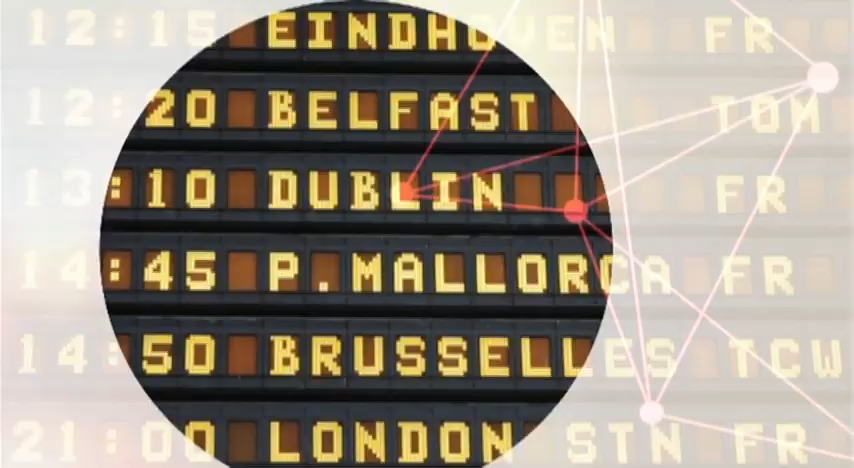 12:15 EINDHOVEN FR
12:20 BELFAST TOM
13:10 DUBLIN FR
14:45 P.MALLORCA FR
14:50 BRUSSELLES TCW
21:00 LONDON STN FR